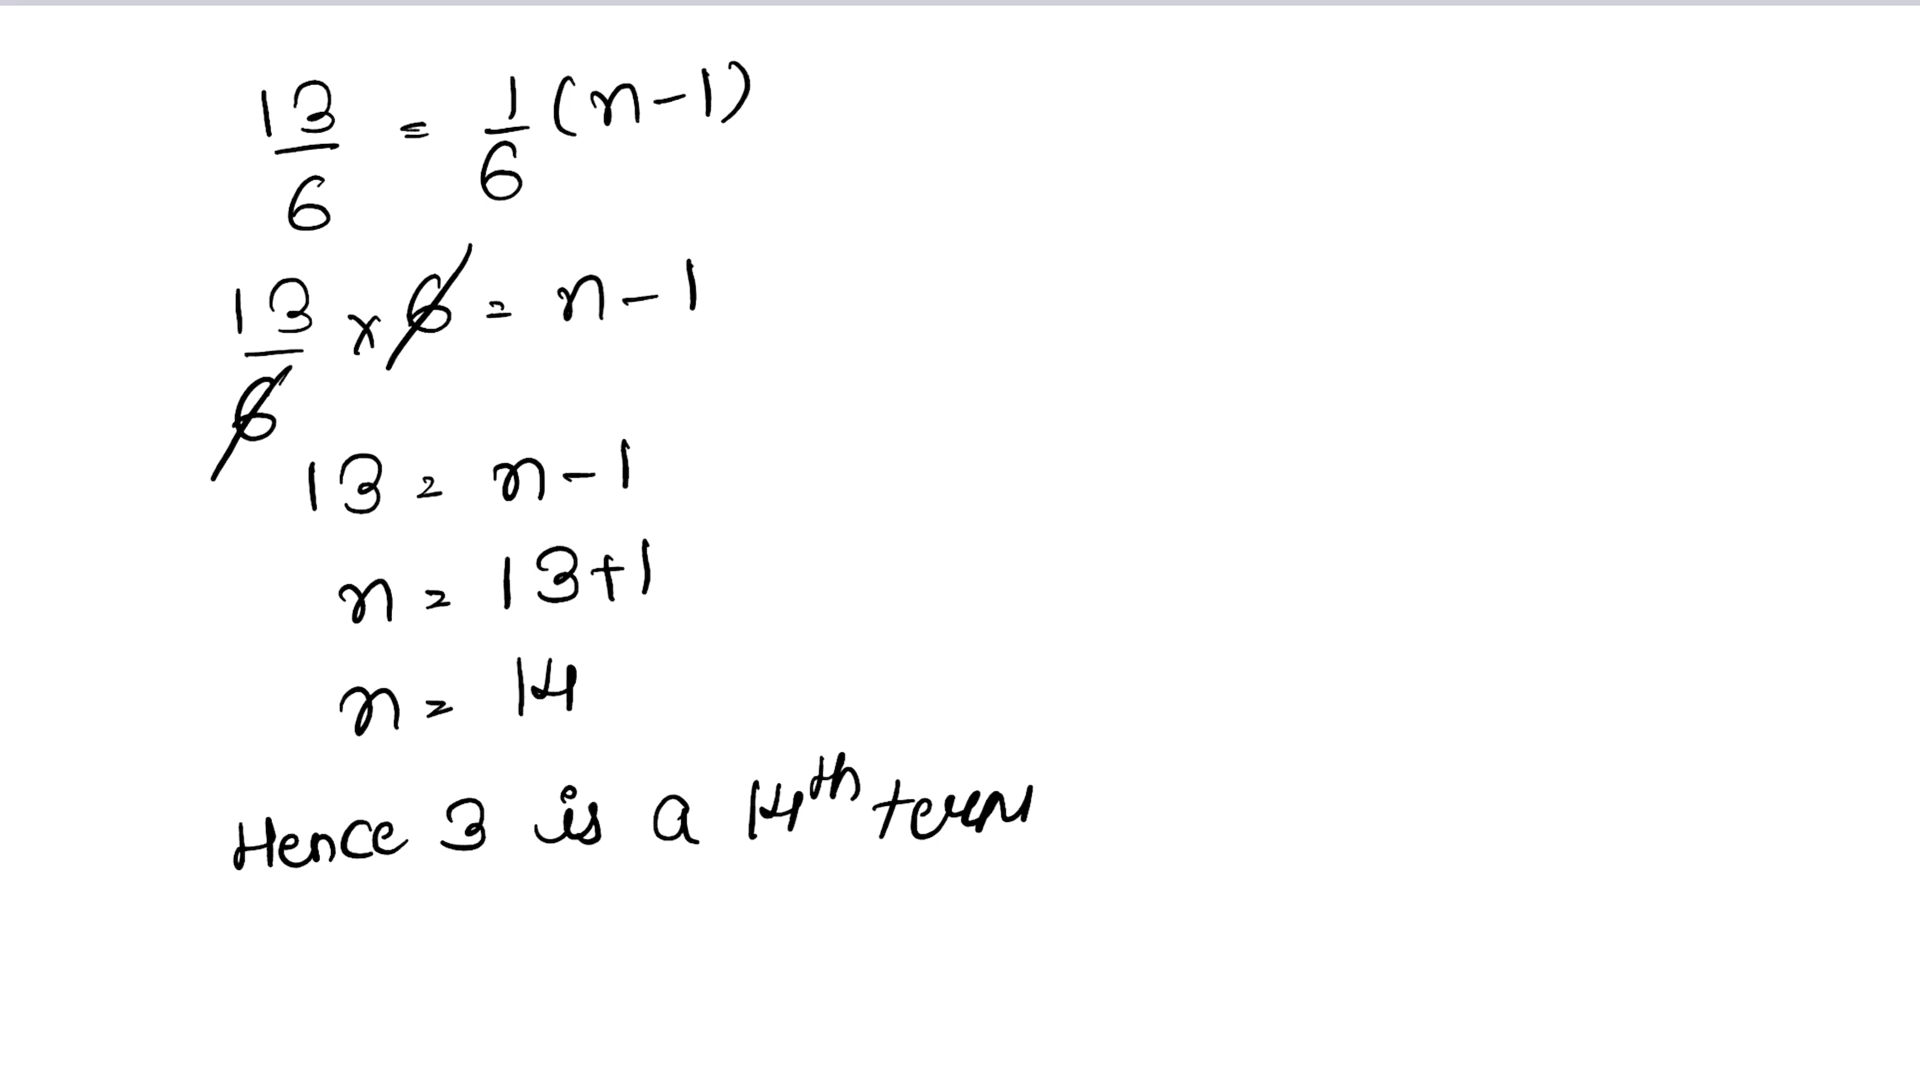 13/6 = 1/6 (n-1)
13/6 x 6 = n-1
13 = n-1
n = 13+1
n = 14
Hence 3 is a 14th term